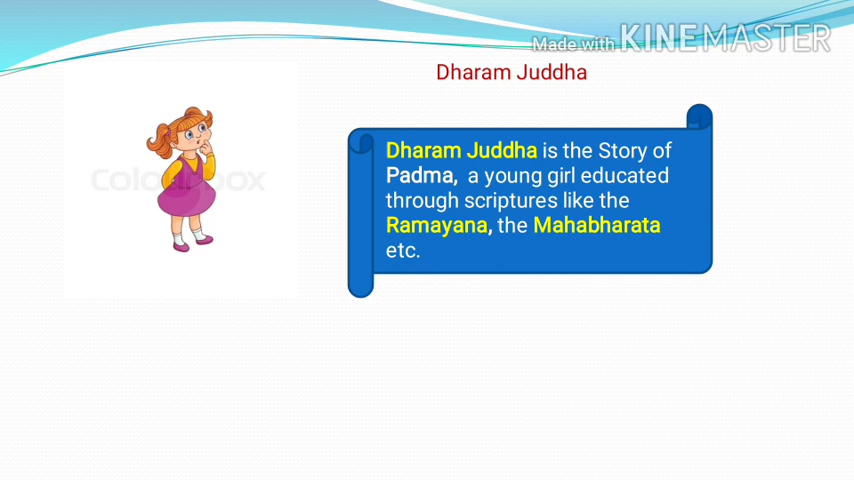 Made with KINEMASTER
Dharam Juddha
Dharam Juddha is the Story of
Padma, a young girl educated
through scriptures like the
Ramayana, the Mahabharata
etc.
Colourbox